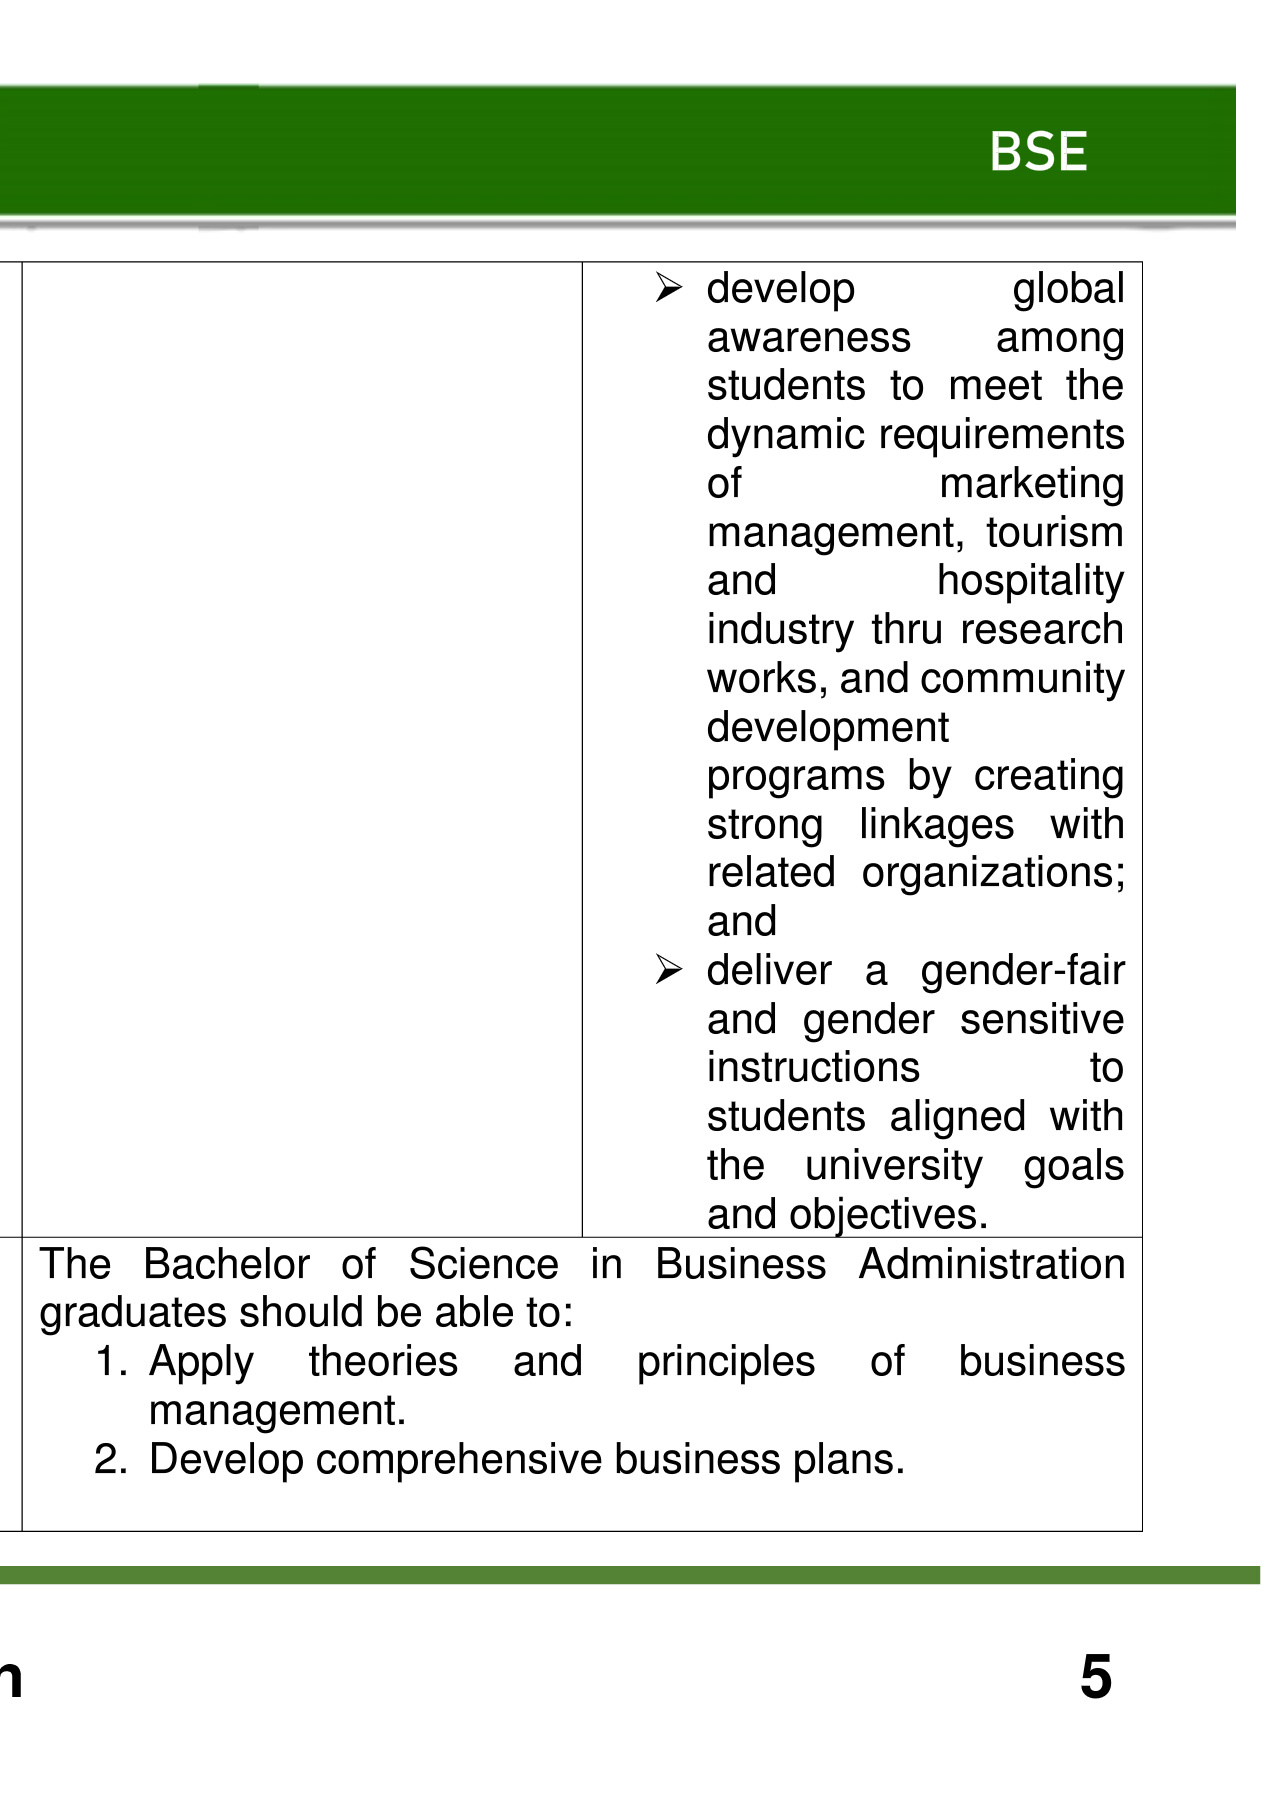 BSE
➢ develop global
awareness among
students to meet the
dynamic requirements
of marketing
management, tourism
and hospitality
industry thru research
works, and community
development
programs by creating
strong linkages with
related organizations;
and
➢ deliver a gender-fair
and gender sensitive
instructions to
students aligned with
the university goals
and objectives.
The Bachelor of Science in Business Administration
graduates should be able to:
1. Apply theories and principles of business
management.
2. Develop comprehensive business plans.
n 5